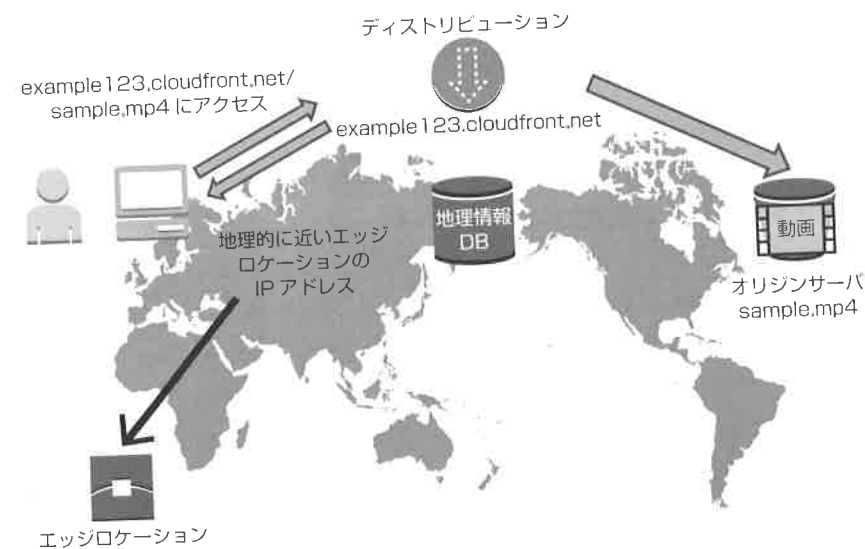 ディストリビューション
example123.cloudfront.net/
sample.mp4 にアクセス
example123.cloudfront.net
地理情報
DB
動画
地理的に近いエッジ
ロケーションの
IP アドレス
オリジンサーバ
sample.mp4
エッジロケーション